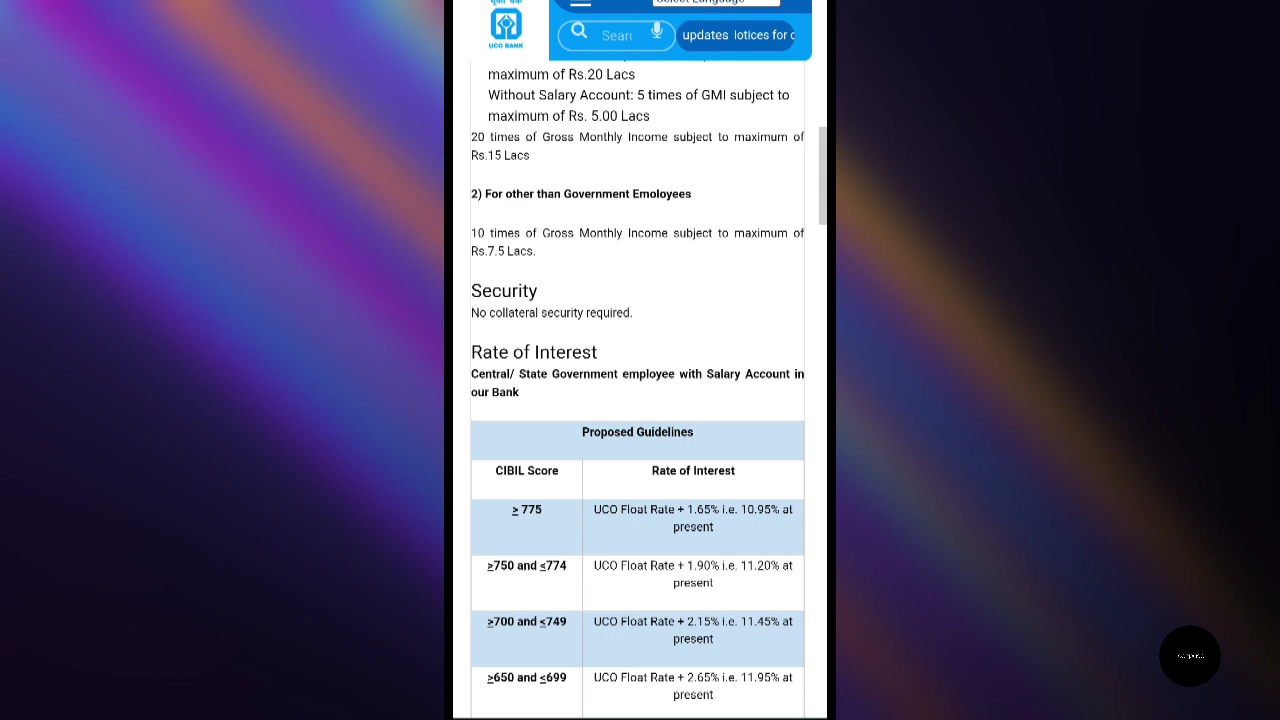 यूको बैंक
UCO BANK
Select Language
Searc
updates lotices for c
maximum of Rs.20 Lacs
Without Salary Account: 5 times of GMI subject to
maximum of Rs. 5.00 Lacs
20 times of Gross Monthly Income subject to maximum of
Rs.15 Lacs
2) For other than Government Emoloyees
10 times of Gross Monthly Income subject to maximum of
Rs.7.5 Lacs.
Security
No collateral security required.
Rate of Interest
Central/ State Government employee with Salary Account in
our Bank
Proposed Guidelines
CIBIL Score Rate of Interest
≥ 775 UCO Float Rate + 1.65% i.e. 10.95% at
present
≥750 and ≤774 UCO Float Rate + 1.90% i.e. 11.20% at
present
≥700 and ≤749 UCO Float Rate + 2.15% i.e. 11.45% at
present
≥650 and ≤699 UCO Float Rate + 2.65% i.e. 11.95% at
present